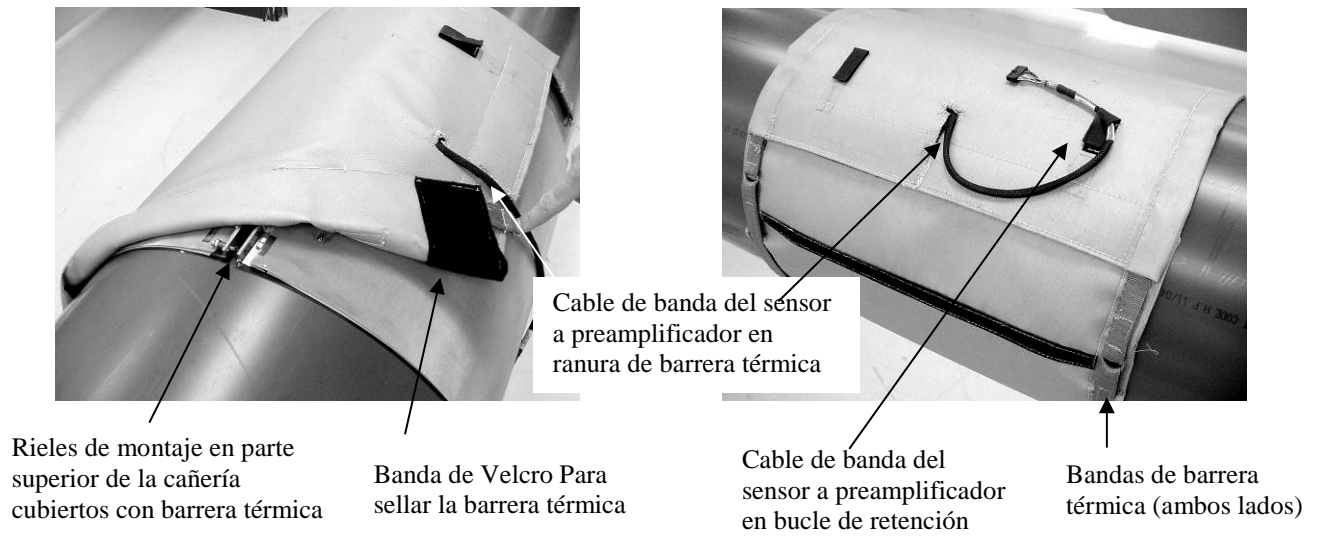 Cable de banda del sensor
a preamplificador en
ranura de barrera térmica
Rieles de montaje en parte
superior de la cañería
cubiertos con barrera térmica
Banda de Velcro Para
sellar la barrera térmica
Cable de banda del
sensor a preamplificador
en bucle de retención
Bandas de barrera
térmica (ambos lados)